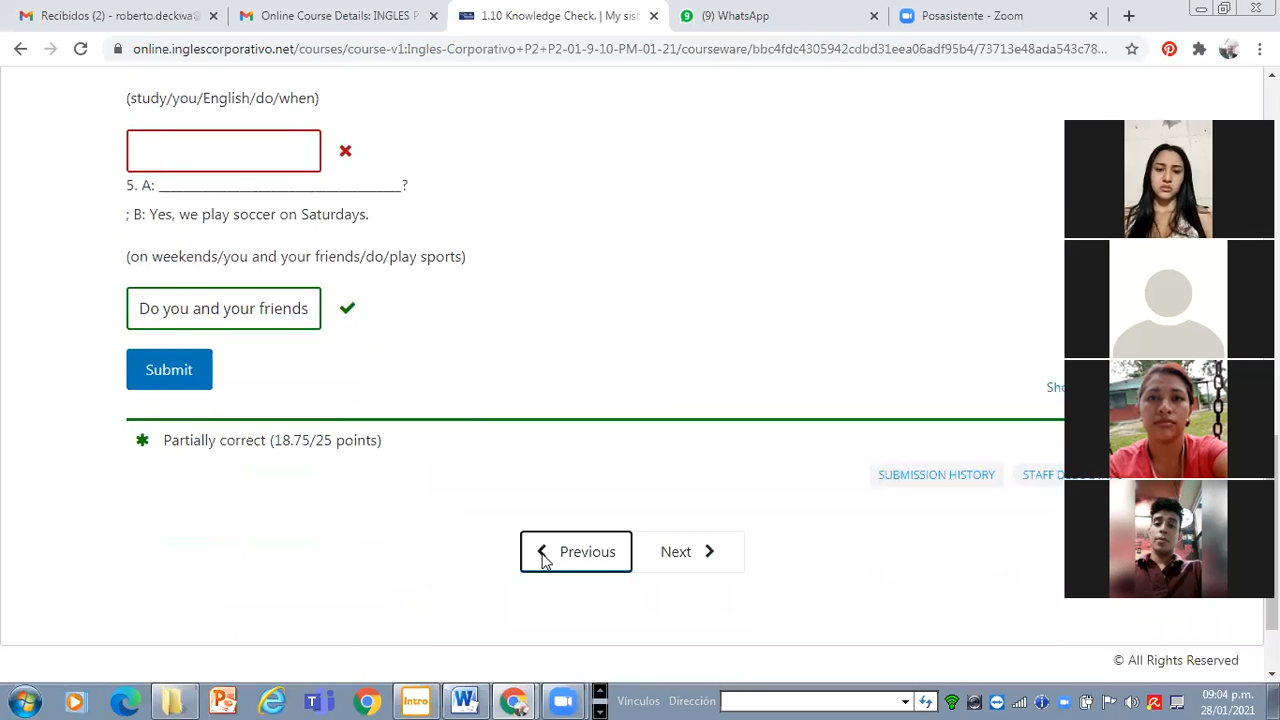 Recibidos (2) - roberto.deckwa
Online Course Details: INGLES P
1.10 Knowledge Check. | My sist
(9) WhatsApp
Posasistente - Zoom
online.inglescorporativo.net/courses/course-v1:Ingles-Corporativo+P2+P2-01-9-10-PM-01-21/courseware/bbc4fdc4305942cdbd31eea06adf95b4/73713e48ada543c78...
(study/you/English/do/when)
5. A: ________________________________?
; B: Yes, we play soccer on Saturdays.
(on weekends/you and your friends/do/play sports)
Do you and your friends
Submit
Sho
Partially correct (18.75/25 points)
SUBMISSION HISTORY
STAFF D
Previous
Next
© All Rights Reserved
Intro
Vínculos
Dirección
09:04 p.m.
28/01/2021